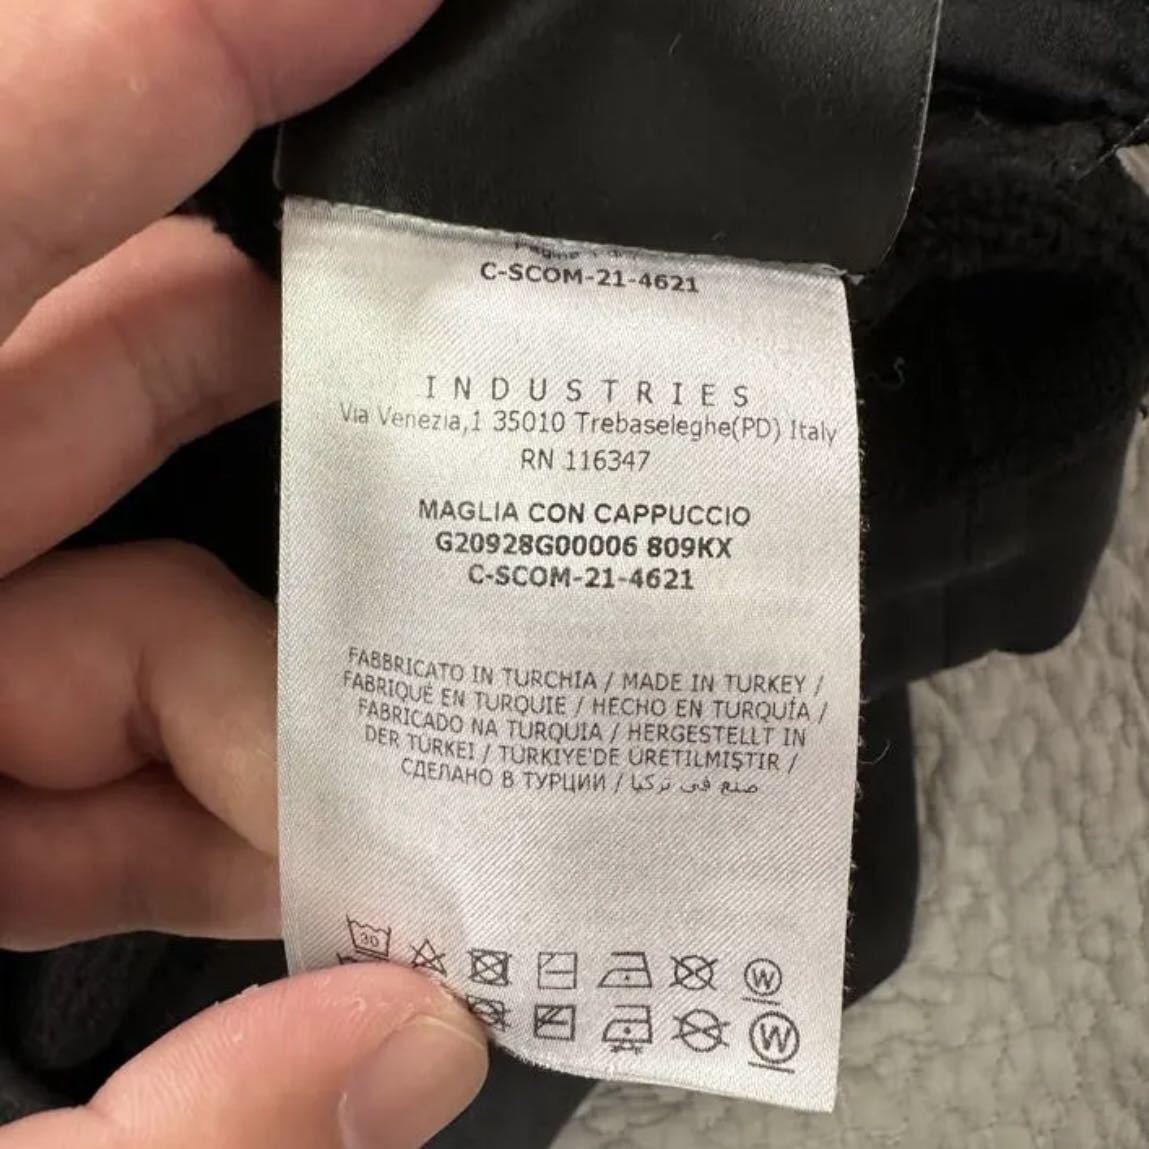 C-SCOM-21-4621
INDUSTRIES
Via Venezia,1 35010 Trebaseleghe(PD) Italy
RN 116347
MAGLIA CON CAPPUCCIO
G20928G00006 809KX
C-SCOM-21-4621
FABBRICATO IN TURCHIA / MADE IN TURKEY /
FABRIQUÉ EN TURQUIE / HECHO EN TURQUÍA /
FABRICADO NA TURQUIA / HERGESTELLT IN
DER TÜRKEI / TÜRKIYE'DE ÜRETILMIŞTIR /
СДЕЛАНО В ТУРЦИИ / صنع في تركيا
30
W
W